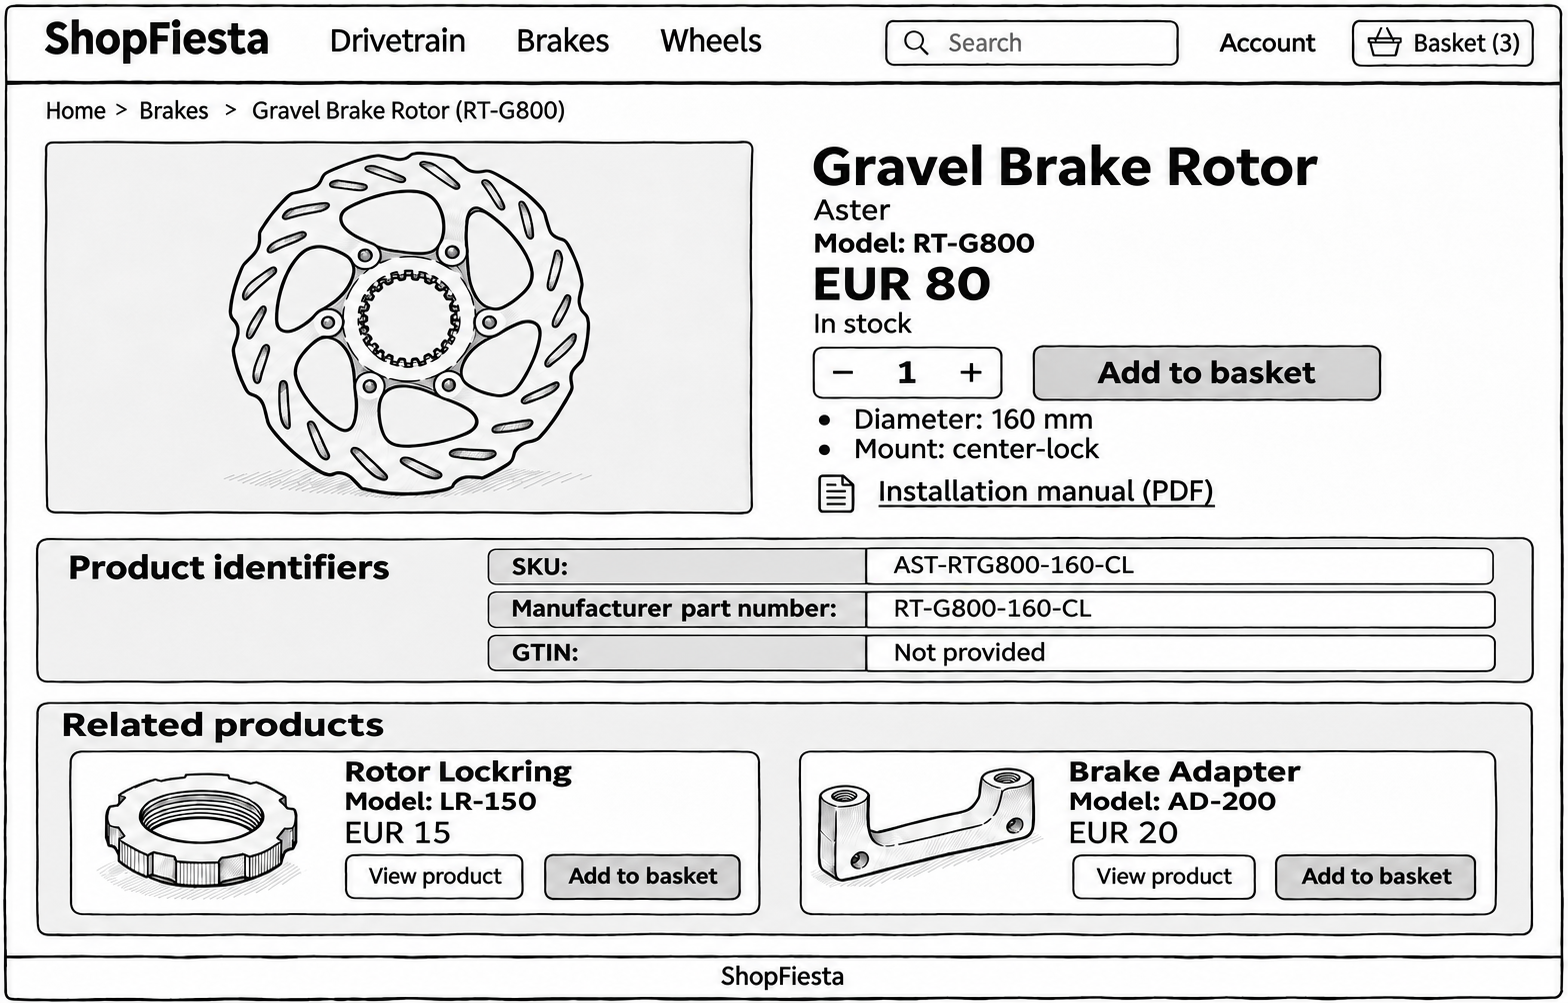 ShopFiesta Drivetrain Brakes Wheels Search Account Basket (3)
Home > Brakes > Gravel Brake Rotor (RT-G800)
Gravel Brake Rotor
Aster
Model: RT-G800
EUR 80
In stock
− 1 + Add to basket
• Diameter: 160 mm
• Mount: center-lock
Installation manual (PDF)
Product identifiers
SKU: AST-RTG800-160-CL
Manufacturer part number: RT-G800-160-CL
GTIN: Not provided
Related products
Rotor Lockring
Model: LR-150
EUR 15
View product Add to basket
Brake Adapter
Model: AD-200
EUR 20
View product Add to basket
ShopFiesta